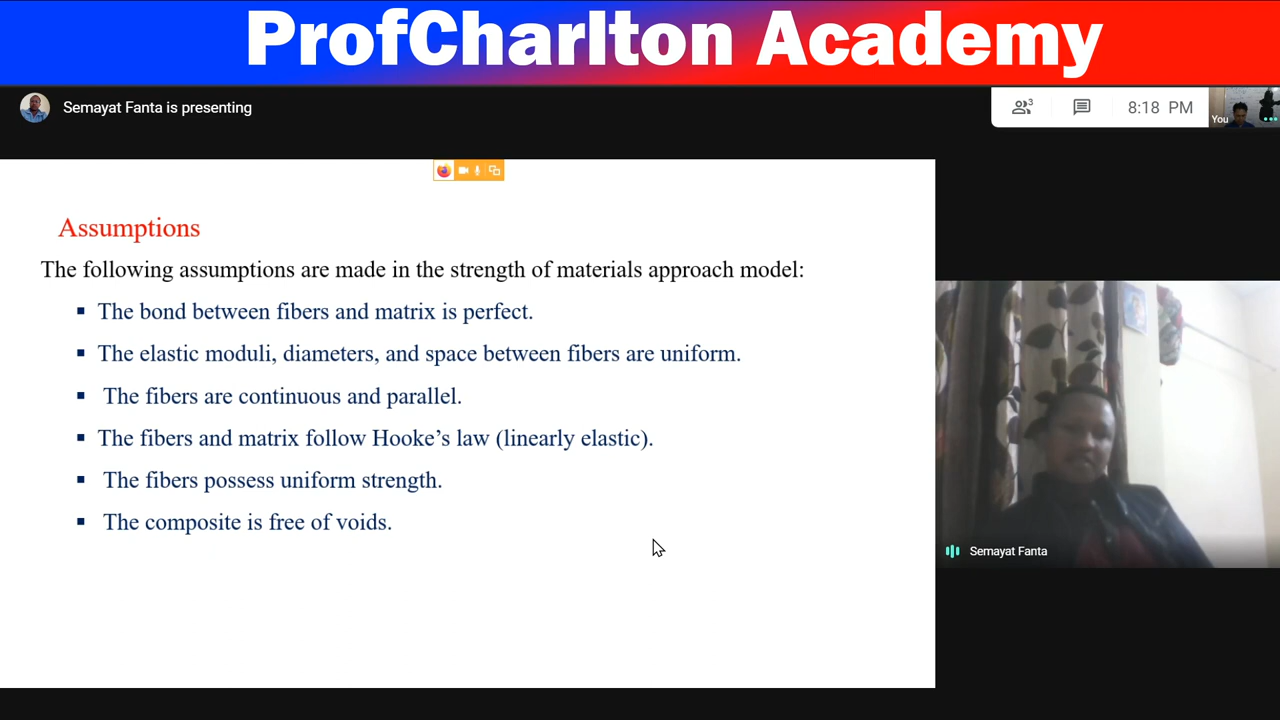 ProfCharlton Academy
Semayat Fanta is presenting
3
8:18 PM
You
Assumptions
The following assumptions are made in the strength of materials approach model:
▪ The bond between fibers and matrix is perfect.
▪ The elastic moduli, diameters, and space between fibers are uniform.
▪ The fibers are continuous and parallel.
▪ The fibers and matrix follow Hooke’s law (linearly elastic).
▪ The fibers possess uniform strength.
▪ The composite is free of voids.
Semayat Fanta